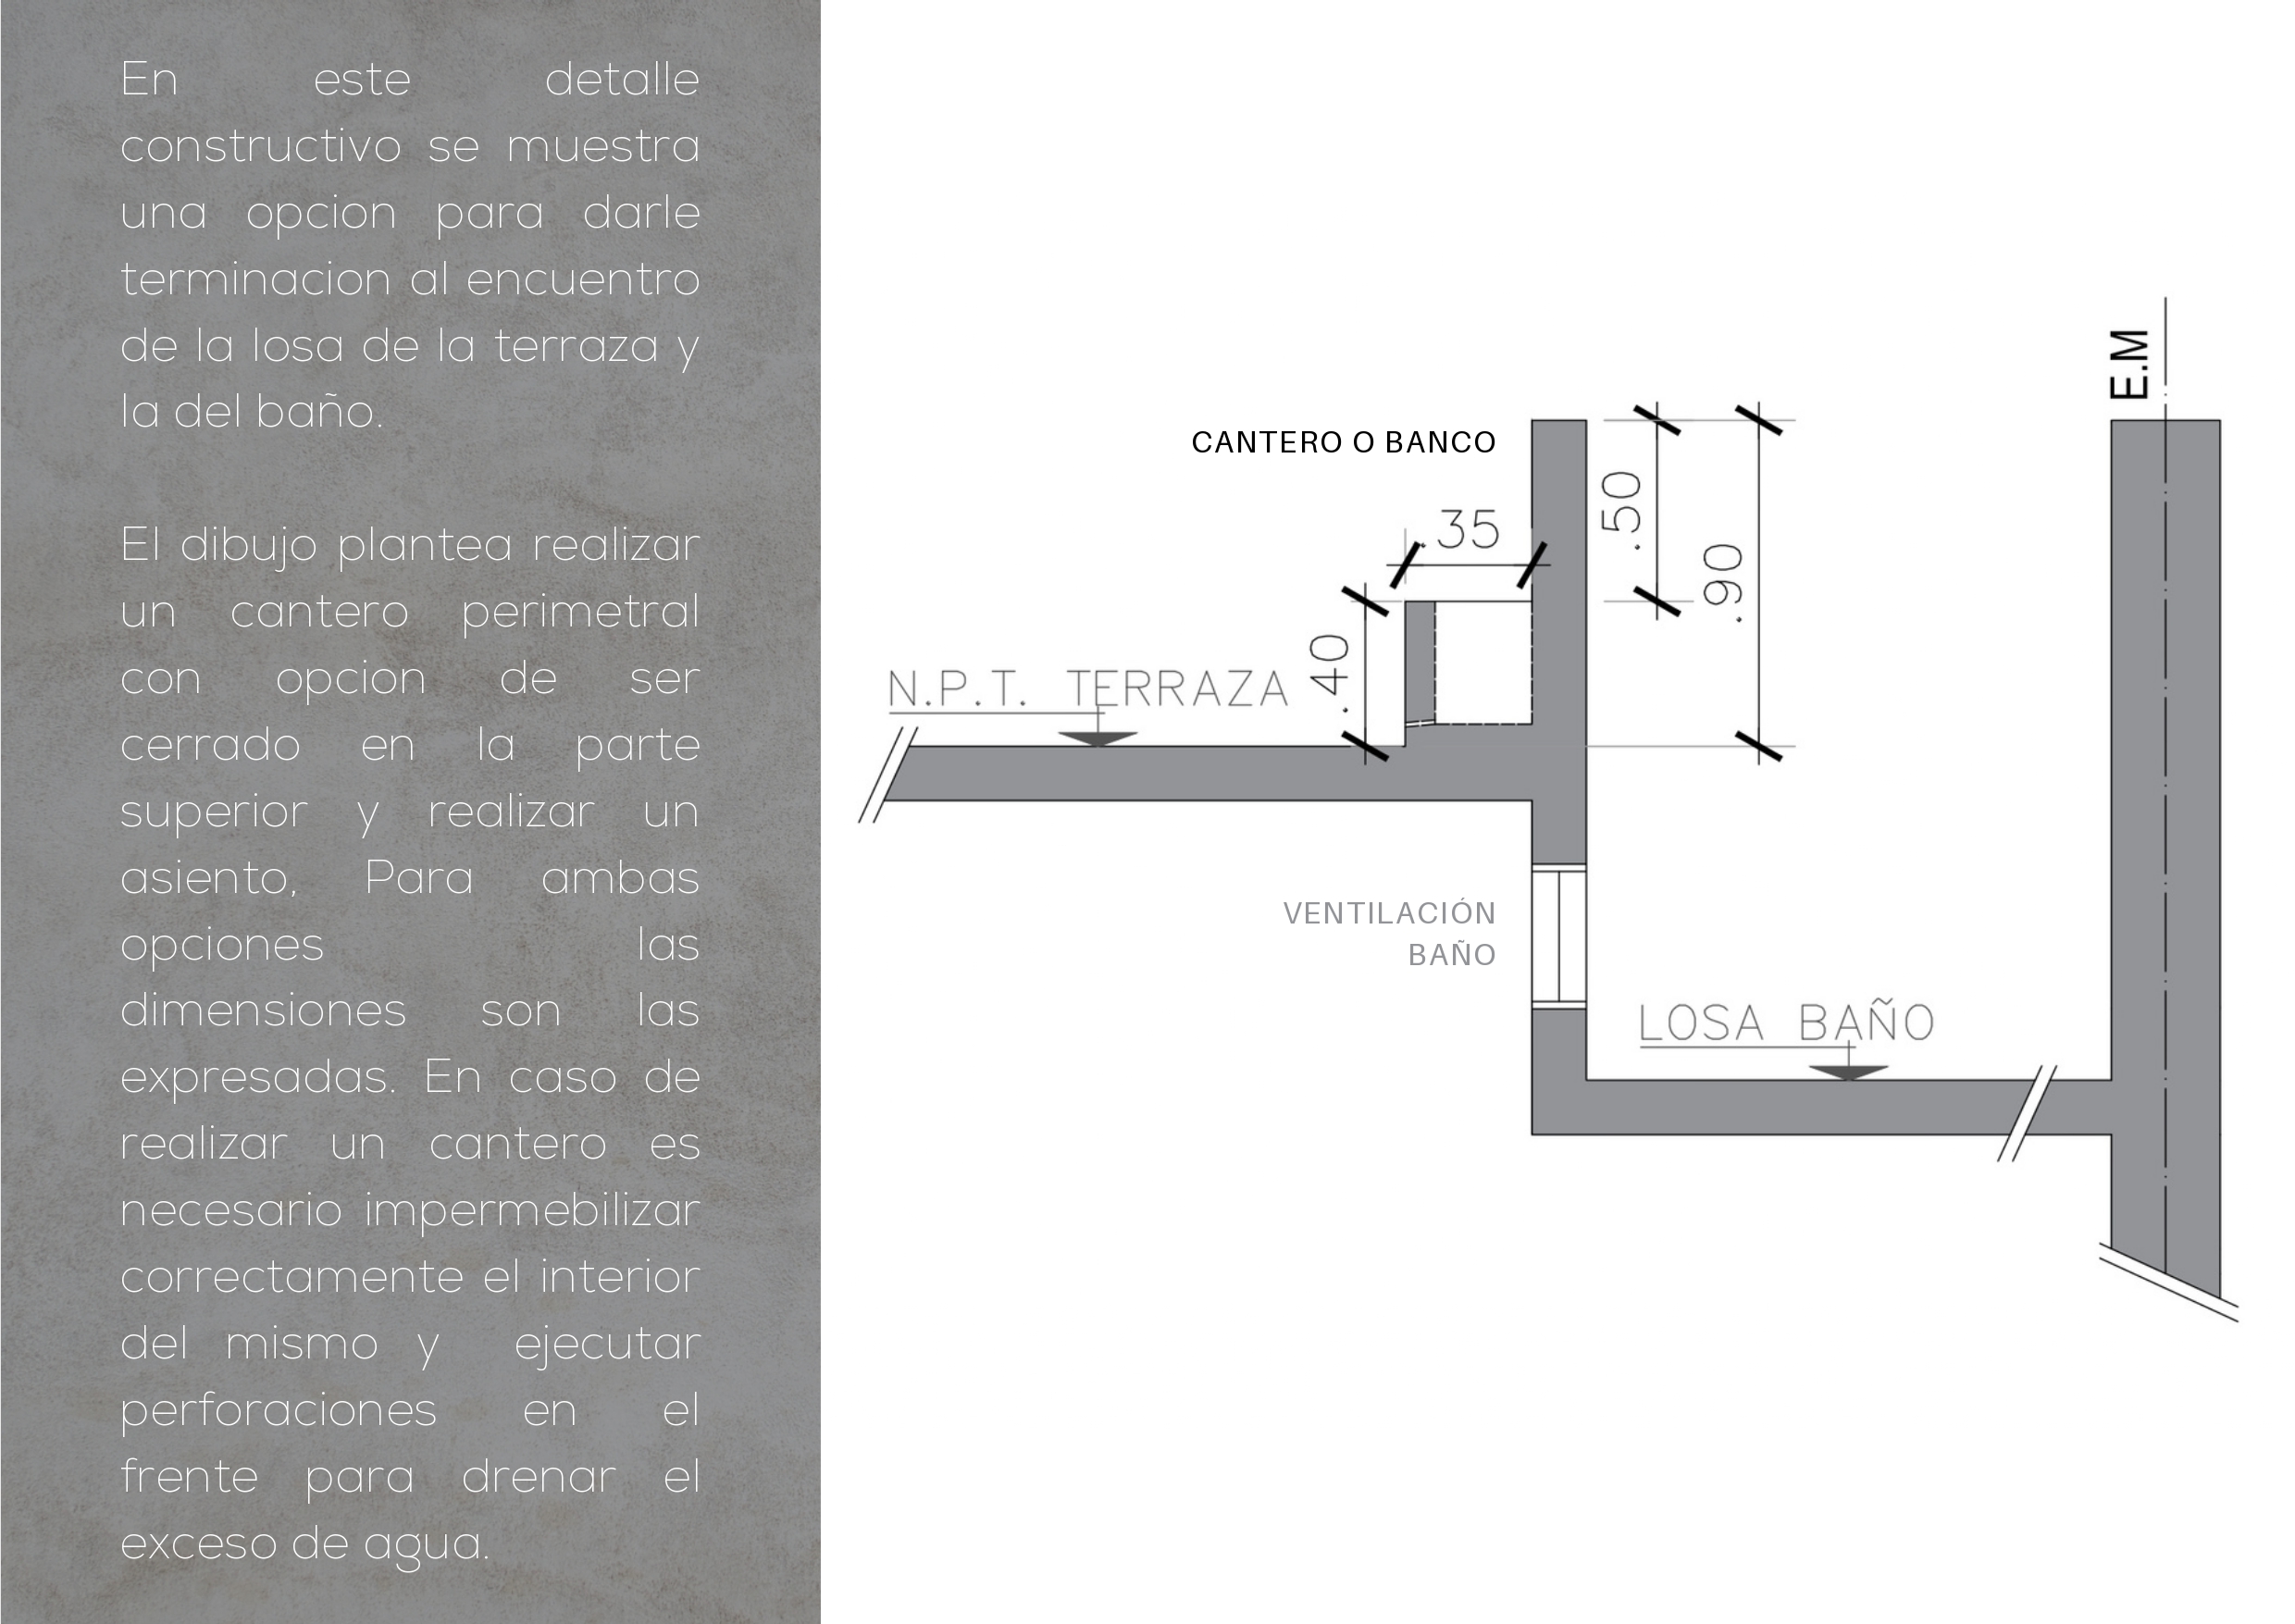 En este detalle
constructivo se muestra
una opcion para darle
terminacion al encuentro
de la losa de la terraza y
la del baño.
El dibujo plantea realizar
un cantero perimetral
con opcion de ser
cerrado en la parte
superior y realizar un
asiento, Para ambas
opciones las
dimensiones son las
expresadas. En caso de
realizar un cantero es
necesario impermebilizar
correctamente el interior
del mismo y ejecutar
perforaciones en el
frente para drenar el
exceso de agua.
E.M
CANTERO O BANCO
.50
.35
.90
.40
N.P.T. TERRAZA
VENTILACIÓN
BAÑO
LOSA BAÑO